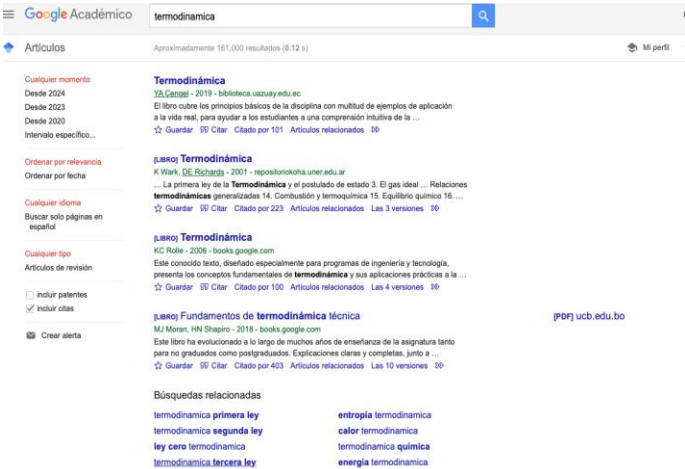 Google Académico
termodinamica
Artículos
Aproximadamente 161,000 resultados (0.12 s)
Mi perfil
Cualquier momento
Desde 2024
Desde 2023
Desde 2020
Intervalo específico...
Ordenar por relevancia
Ordenar por fecha
Cualquier idioma
Buscar solo páginas en
español
Cualquier tipo
Artículos de revisión
incluir patentes
incluir citas
Crear alerta
Termodinámica
YA Çengel - 2019 - biblioteca.uazuay.edu.ec
El libro cubre los principios básicos de la disciplina con multitud de ejemplos de aplicación
a la vida real, para ayudar a los estudiantes a una comprensión intuitiva de la ...
Guardar Citar Citado por 101 Artículos relacionados
[LIBRO] Termodinámica
K Wark, DE Richards - 2001 - repositoriokoha.uner.edu.ar
... La primera ley de la Termodinámica y el postulado de estado 3. El gas ideal ... Relaciones
termodinámicas generalizadas 14. Combustión y termoquímica 15. Equilibrio químico 16. ...
Guardar Citar Citado por 223 Artículos relacionados Las 3 versiones
[LIBRO] Termodinámica
KC Rolle - 2006 - books.google.com
Este conocido texto, diseñado especialmente para programas de ingeniería y tecnología,
presenta los conceptos fundamentales de termodinámica y sus aplicaciones prácticas a la ...
Guardar Citar Citado por 100 Artículos relacionados Las 4 versiones
[LIBRO] Fundamentos de termodinámica técnica
[PDF] ucb.edu.bo
MJ Moran, HN Shapiro - 2018 - books.google.com
Este libro ha evolucionado a lo largo de muchos años de enseñanza de la asignatura tanto
para no graduados como postgraduados. Explicaciones claras y completas, junto a ...
Guardar Citar Citado por 403 Artículos relacionados Las 10 versiones
Búsquedas relacionadas
termodinamica primera ley
entropia termodinamica
termodinamica segunda ley
calor termodinamica
ley cero termodinamica
termodinamica quimica
termodinamica tercera ley
energía termodinamica